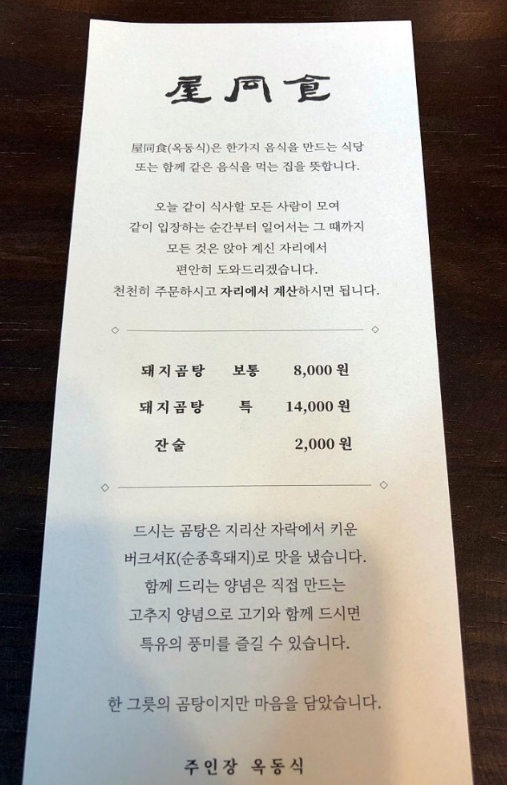 屋同食
屋同食(옥동식)은 한가지 음식을 만드는 식당
또는 함께 같은 음식을 먹는 집을 뜻합니다.
오늘 같이 식사할 모든 사람이 모여
같이 입장하는 순간부터 일어서는 그 때까지
모든 것은 앉아 계신 자리에서
편안히 도와드리겠습니다.
천천히 주문하시고 자리에서 계산하시면 됩니다.
돼지곰탕 보통 8,000 원
돼지곰탕 특 14,000 원
잔술 2,000 원
드시는 곰탕은 지리산 자락에서 키운
버크셔K(순종흑돼지)로 맛을 냈습니다.
함께 드리는 양념은 직접 만드는
고추지 양념으로 고기와 함께 드시면
특유의 풍미를 즐길 수 있습니다.
한 그릇의 곰탕이지만 마음을 담았습니다.
주인장 옥동식